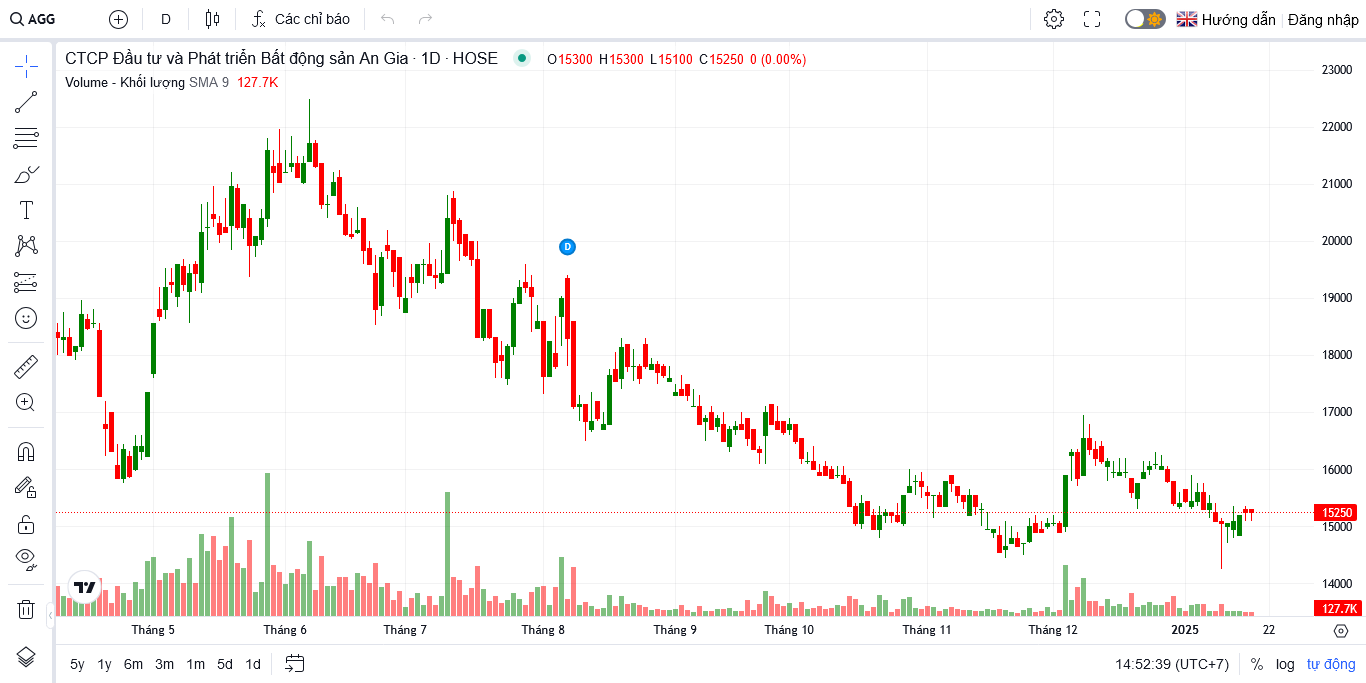 AGG D Các chỉ báo Hướng dẫn Đăng nhập
CTCP Đầu tư và Phát triển Bất động sản An Gia · 1D · HOSE O15300 H15300 L15100 C15250 0 (0.00%)
Volume - Khối lượng SMA 9 127.7K
23000
22000
21000
20000
D
19000
18000
17000
16000
15250
15000
14000
127.7K
Tháng 5 Tháng 6 Tháng 7 Tháng 8 Tháng 9 Tháng 10 Tháng 11 Tháng 12 2025 22
5y 1y 6m 3m 1m 5d 1d 14:52:39 (UTC+7) % log tự động